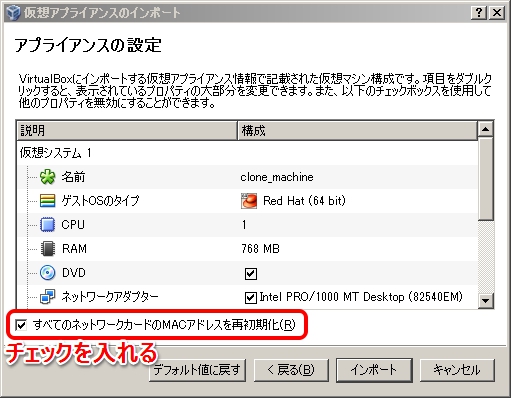 仮想アプライアンスのインポート
アプライアンスの設定
VirtualBoxにインポートする仮想アプライアンス情報で記載された仮想マシン構成です。項目をダブルク
リックすると、表示されているプロパティの大部分を変更できます。また、以下のチェックボックスを使用して
他のプロパティを無効にすることができます。
説明 構成
仮想システム 1
名前 clone_machine
ゲストOSのタイプ Red Hat (64 bit)
CPU 1
RAM 768 MB
DVD
ネットワークアダプター Intel PRO/1000 MT Desktop (82540EM)
すべてのネットワークカードのMACアドレスを再初期化(R)
チェックを入れる
デフォルト値に戻す < 戻る(B) インポート キャンセル